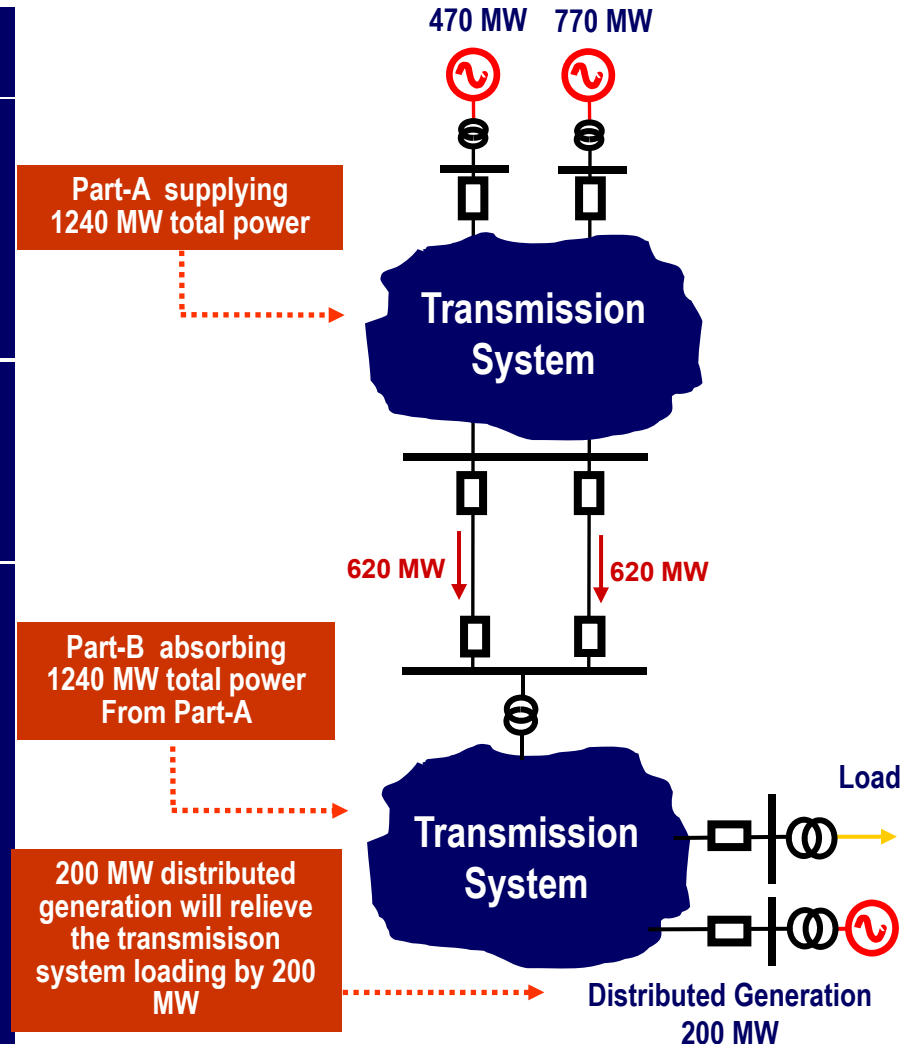 470 MW
770 MW
Part-A supplying
1240 MW total power
Transmission
System
620 MW
620 MW
Part-B absorbing
1240 MW total power
From Part-A
Load
Transmission
System
200 MW distributed
generation will relieve
the transmisison
system loading by 200
MW
Distributed Generation
200 MW